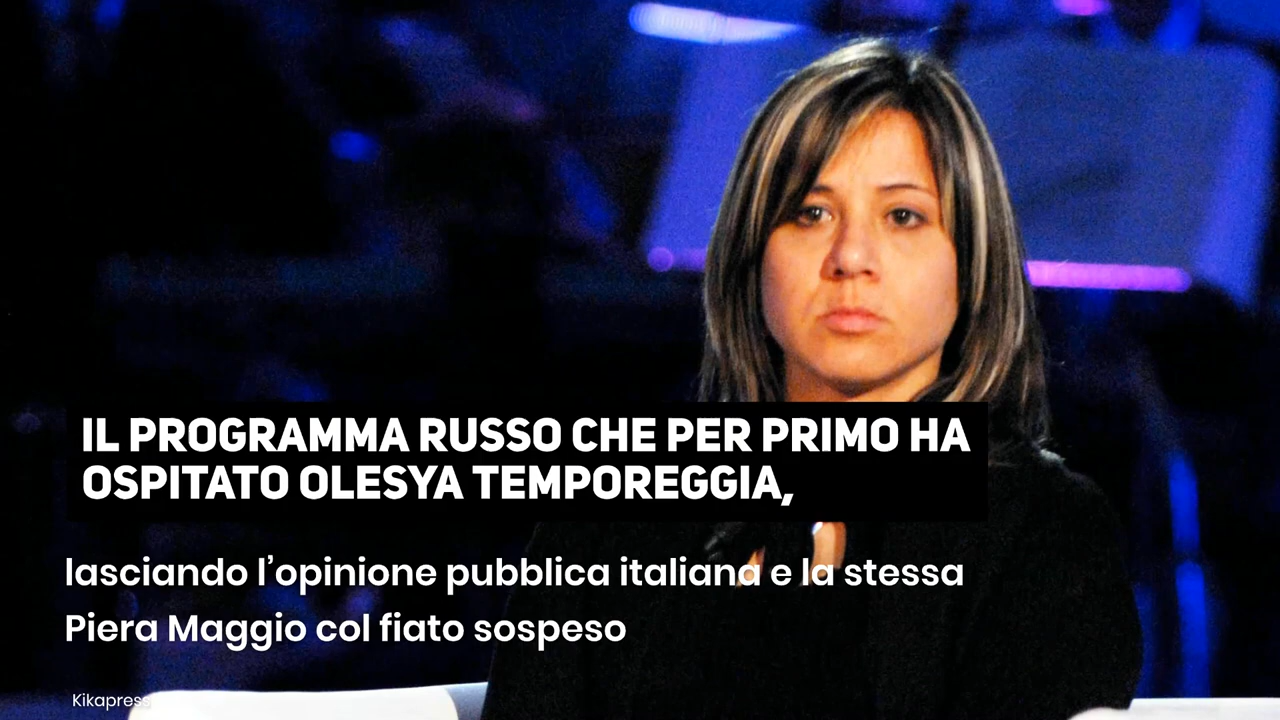 IL PROGRAMMA RUSSO CHE PER PRIMO HA
OSPITATO OLESYA TEMPOREGGIA,
lasciando l’opinione pubblica italiana e la stessa
Piera Maggio col fiato sospeso
Kikapress